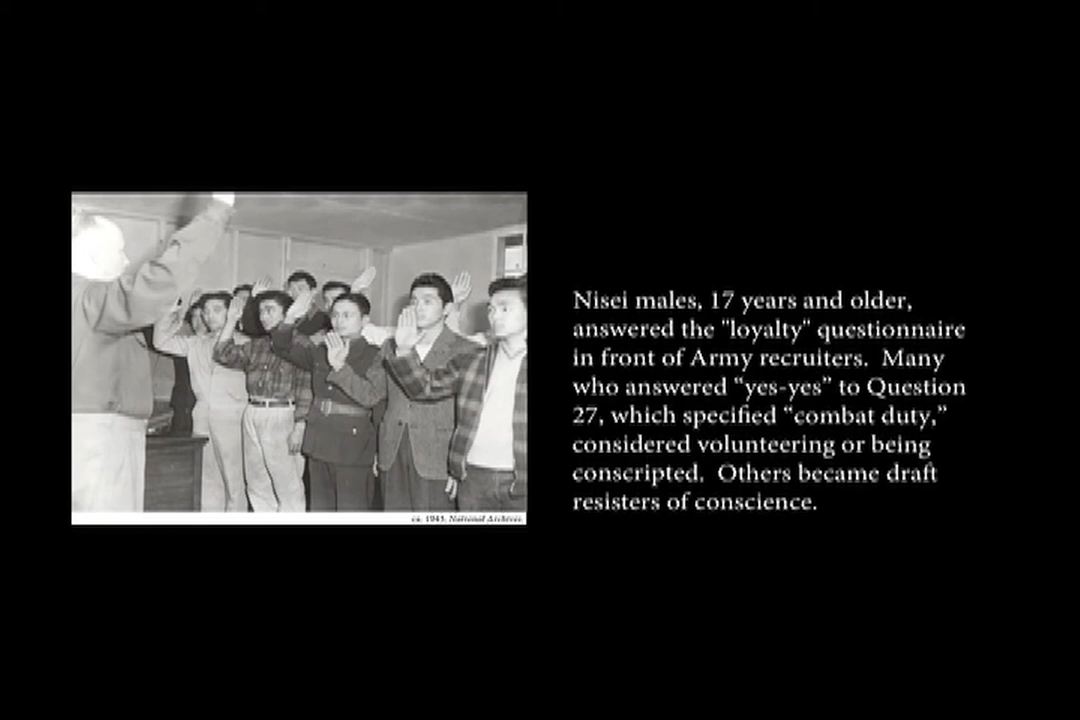 Nisei males, 17 years and older,
answered the "loyalty" questionnaire
in front of Army recruiters.  Many
who answered “yes-yes” to Question
27, which specified “combat duty,”
considered volunteering or being
conscripted.  Others became draft
resisters of conscience.
National Archives